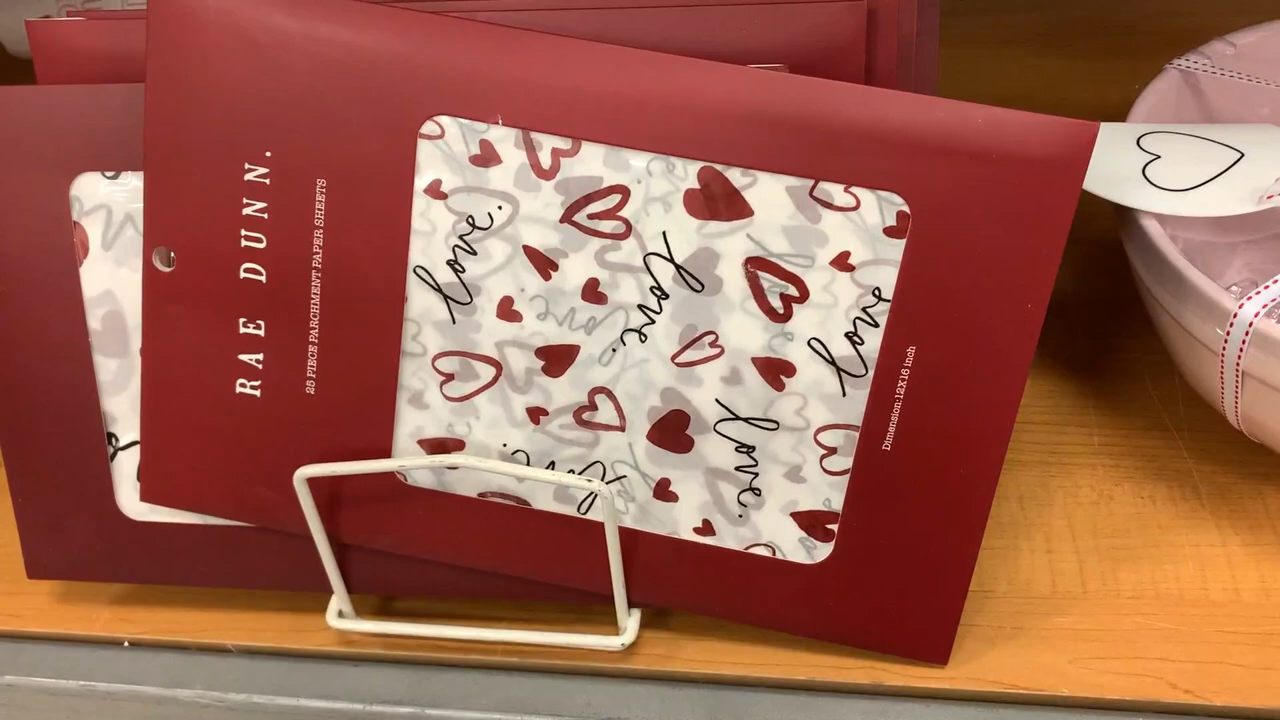 RAE DUNN.
25 PIECE PARCHMENT PAPER SHEETS
love.
love.
love
love.
Dimension:12X16 inch